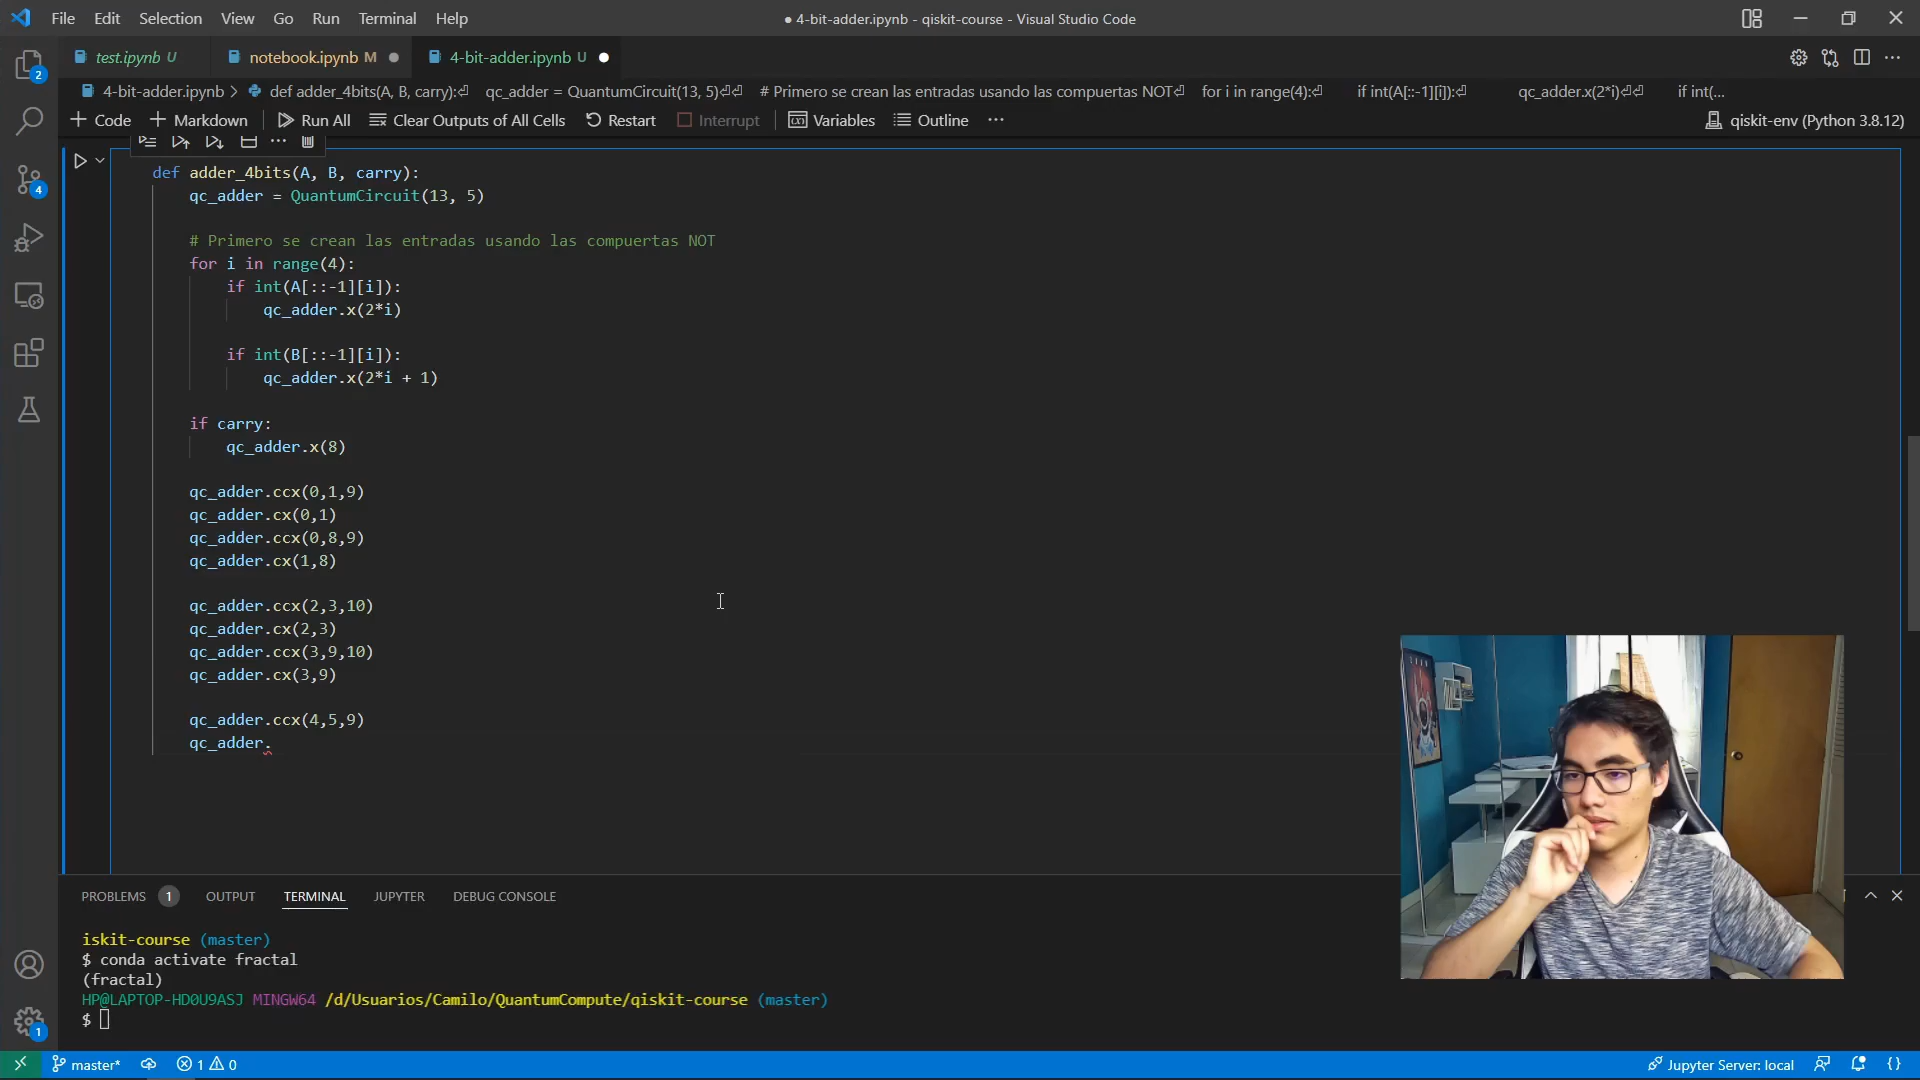 File Edit Selection View Go Run Terminal Help
● 4-bit-adder.ipynb - qiskit-course - Visual Studio Code
test.ipynb U
notebook.ipynb M
4-bit-adder.ipynb U
4-bit-adder.ipynb > def adder_4bits(A, B, carry):⏎ qc_adder = QuantumCircuit(13, 5)⏎⏎ # Primero se crean las entradas usando las compuertas NOT⏎ for i in range(4):⏎ if int(A[::-1][i]):⏎ qc_adder.x(2*i)⏎⏎ if int(...
+ Code + Markdown Run All Clear Outputs of All Cells Restart Interrupt Variables Outline ···
qiskit-env (Python 3.8.12)
def adder_4bits(A, B, carry):
qc_adder = QuantumCircuit(13, 5)
# Primero se crean las entradas usando las compuertas NOT
for i in range(4):
if int(A[::-1][i]):
qc_adder.x(2*i)
if int(B[::-1][i]):
qc_adder.x(2*i + 1)
if carry:
qc_adder.x(8)
qc_adder.ccx(0,1,9)
qc_adder.cx(0,1)
qc_adder.ccx(0,8,9)
qc_adder.cx(1,8)
qc_adder.ccx(2,3,10)
qc_adder.cx(2,3)
qc_adder.ccx(3,9,10)
qc_adder.cx(3,9)
qc_adder.ccx(4,5,9)
qc_adder.
PROBLEMS 1 OUTPUT TERMINAL JUPYTER DEBUG CONSOLE
iskit-course (master)
$ conda activate fractal
(fractal)
HP@LAPTOP-HD0U9ASJ MINGW64 /d/Usuarios/Camilo/QuantumCompute/qiskit-course (master)
$
2
4
1
master* 1 0
Jupyter Server: local